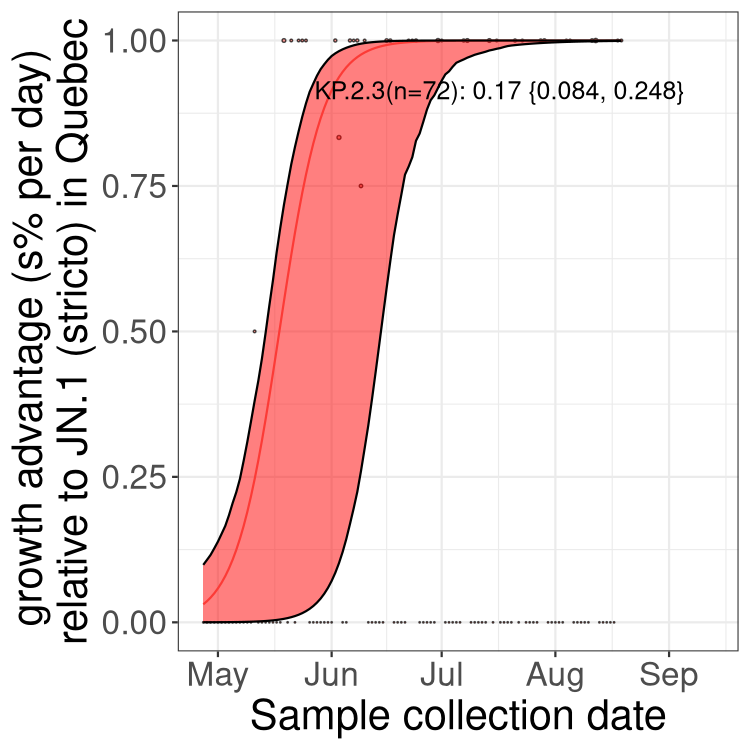 growth advantage (s% per day)
relative to JN.1 (stricto) in Quebec
1.00
0.75
0.50
0.25
0.00
KP.2.3(n=72): 0.17 {0.084, 0.248}
May Jun Jul Aug Sep
Sample collection date